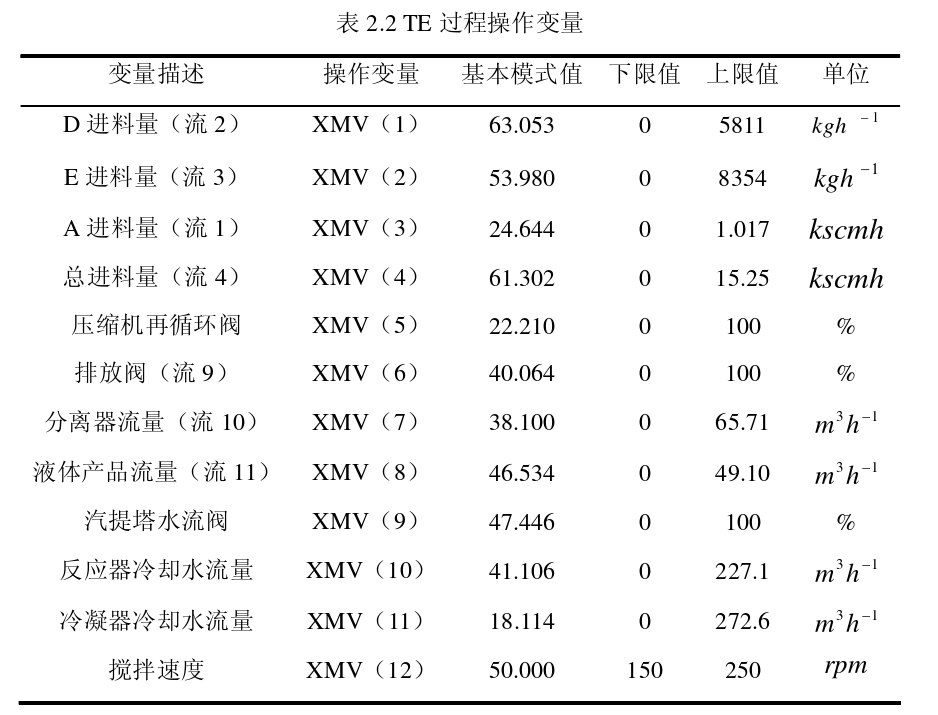 表 2.2 TE 过程操作变量
变量描述 操作变量 基本模式值 下限值 上限值 单位
D 进料量（流 2） XMV（1） 63.053 0 5811 kgh⁻¹
E 进料量（流 3） XMV（2） 53.980 0 8354 kgh⁻¹
A 进料量（流 1） XMV（3） 24.644 0 1.017 kscmh
总进料量（流 4） XMV（4） 61.302 0 15.25 kscmh
压缩机再循环阀 XMV（5） 22.210 0 100 %
排放阀（流 9） XMV（6） 40.064 0 100 %
分离器流量（流 10） XMV（7） 38.100 0 65.71 m³h⁻¹
液体产品流量（流 11） XMV（8） 46.534 0 49.10 m³h⁻¹
汽提塔水流阀 XMV（9） 47.446 0 100 %
反应器冷却水流量 XMV（10） 41.106 0 227.1 m³h⁻¹
冷凝器冷却水流量 XMV（11） 18.114 0 272.6 m³h⁻¹
搅拌速度 XMV（12） 50.000 150 250 rpm